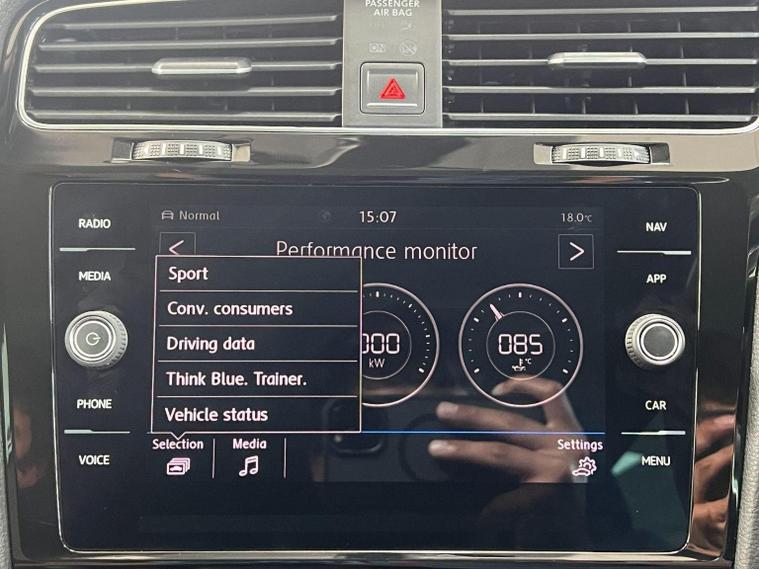 PASSENGER
AIR BAG
ON
RADIO
MEDIA
PHONE
VOICE
Normal
15:07
18.0°C
Performance monitor
Sport
Conv. consumers
Driving data
Think Blue. Trainer.
Vehicle status
000
kW
085
°C
Selection
Media
Settings
NAV
APP
CAR
MENU